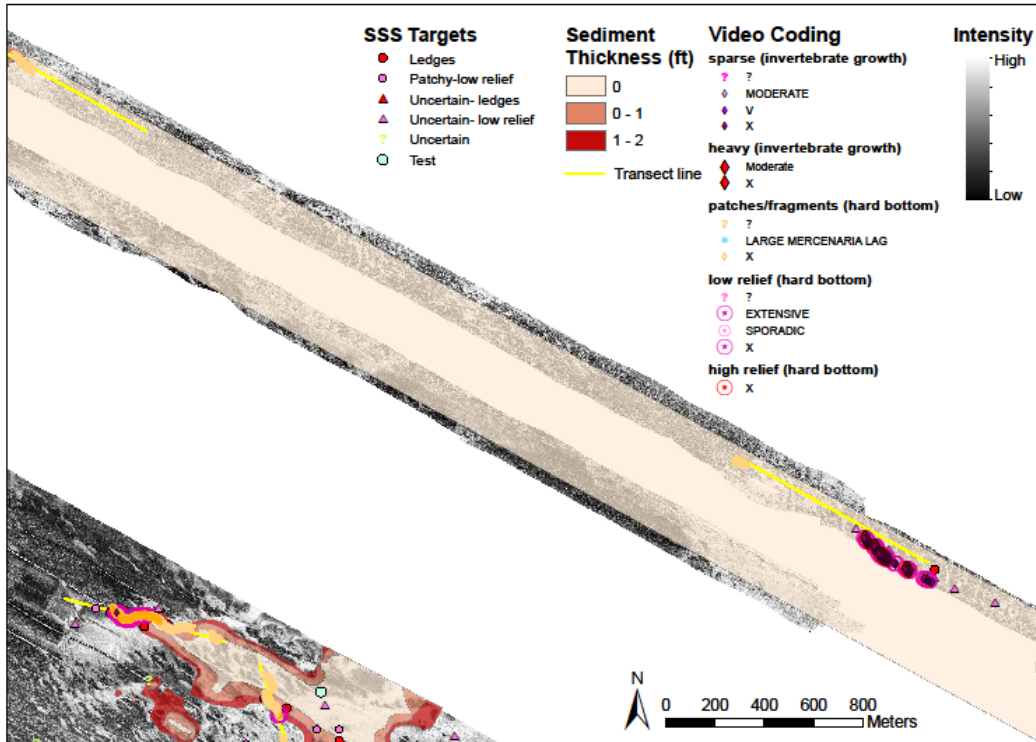 SSS Targets
Ledges
Patchy-low relief
Uncertain- ledges
Uncertain- low relief
Uncertain
Test
Sediment
Thickness (ft)
0
0 - 1
1 - 2
Transect line
Video Coding
sparse (invertebrate growth)
?
MODERATE
V
X
heavy (invertebrate growth)
Moderate
X
patches/fragments (hard bottom)
?
LARGE MERCENARIA LAG
X
low relief (hard bottom)
?
EXTENSIVE
SPORADIC
X
high relief (hard bottom)
X
Intensity
High
Low
N
0 200 400 600 800
Meters